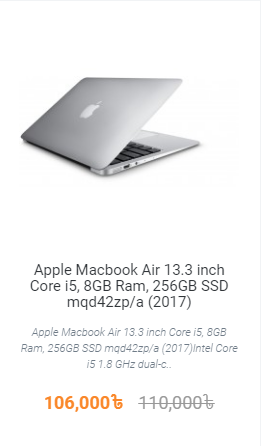 Apple Macbook Air 13.3 inch
Core i5, 8GB Ram, 256GB SSD
mqd42zp/a (2017)
Apple Macbook Air 13.3 inch Core i5, 8GB
Ram, 256GB SSD mqd42zp/a (2017)Intel Core
i5 1.8 GHz dual-c..
106,000৳ 110,000৳